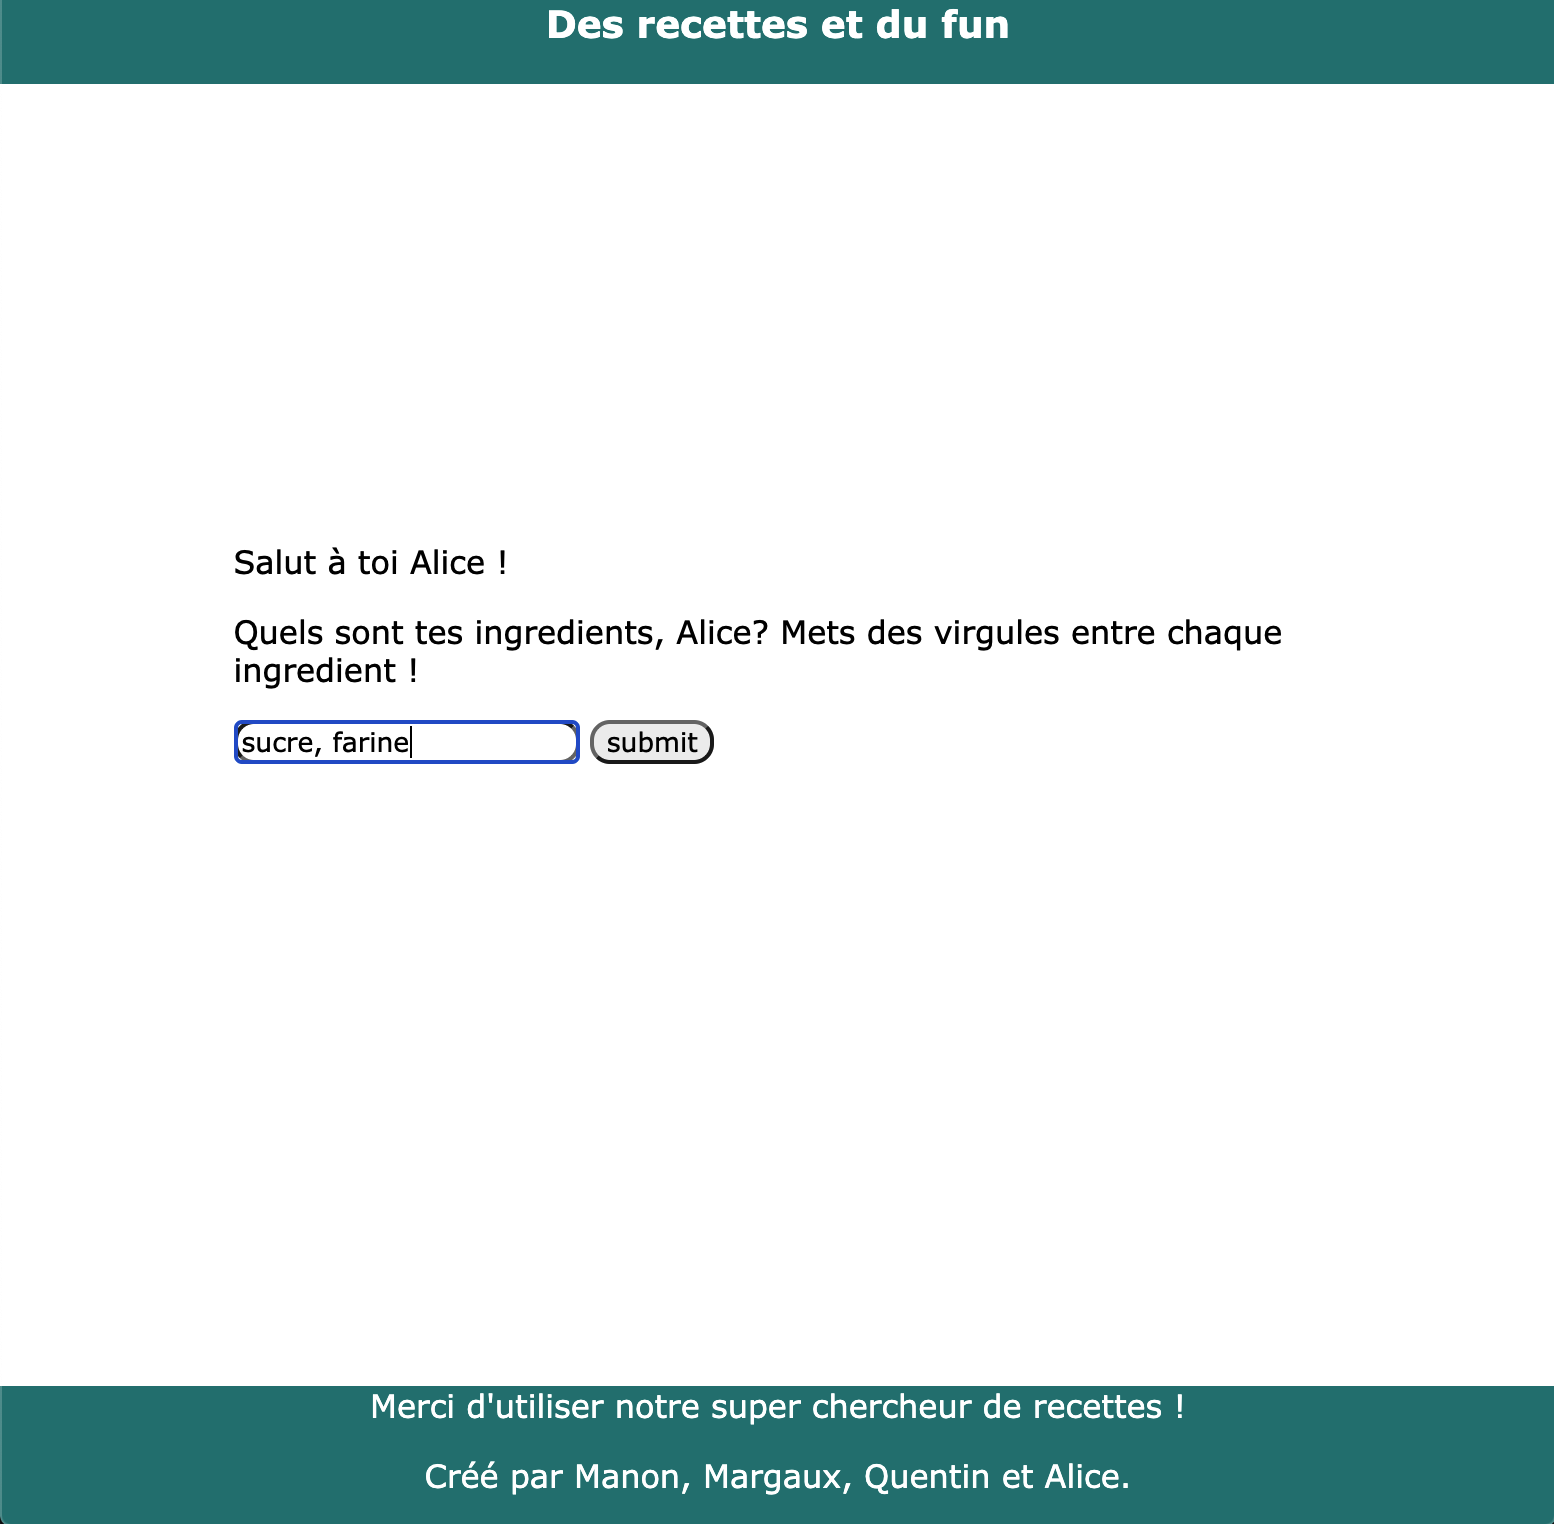 Des recettes et du fun
Salut à toi Alice !
Quels sont tes ingredients, Alice? Mets des virgules entre chaque
ingredient !
sucre, farine submit
Merci d'utiliser notre super chercheur de recettes !
Créé par Manon, Margaux, Quentin et Alice.